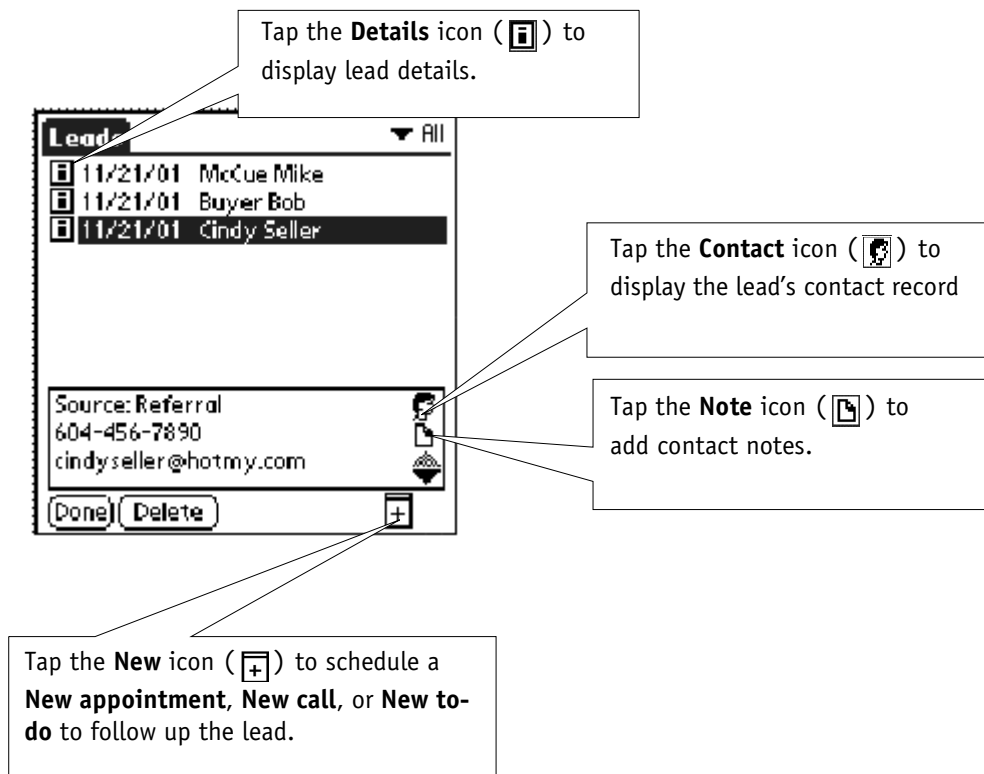 Tap the Details icon ( ) to
display lead details.
Leads
All
11/21/01 McCue Mike
11/21/01 Buyer Bob
11/21/01 Cindy Seller
Tap the Contact icon ( ) to
display the lead's contact record
Source: Referral
604-456-7890
cindyseller@hotmy.com
Tap the Note icon ( ) to
add contact notes.
Done Delete
Tap the New icon ( ) to schedule a
New appointment, New call, or New to-
do to follow up the lead.